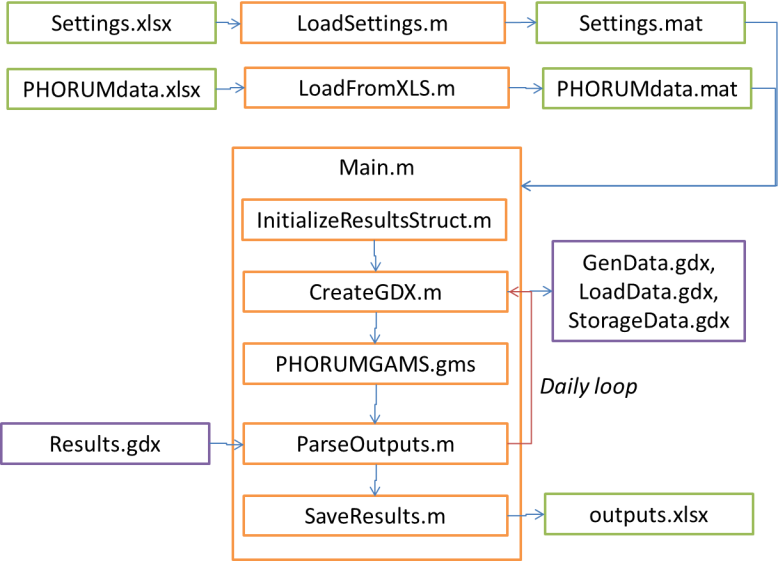 Settings.xlsx
LoadSettings.m
Settings.mat
PHORUMdata.xlsx
LoadFromXLS.m
PHORUMdata.mat
Main.m
InitializeResultsStruct.m
CreateGDX.m
GenData.gdx,
LoadData.gdx,
StorageData.gdx
PHORUMGAMS.gms
Daily loop
Results.gdx
ParseOutputs.m
SaveResults.m
outputs.xlsx